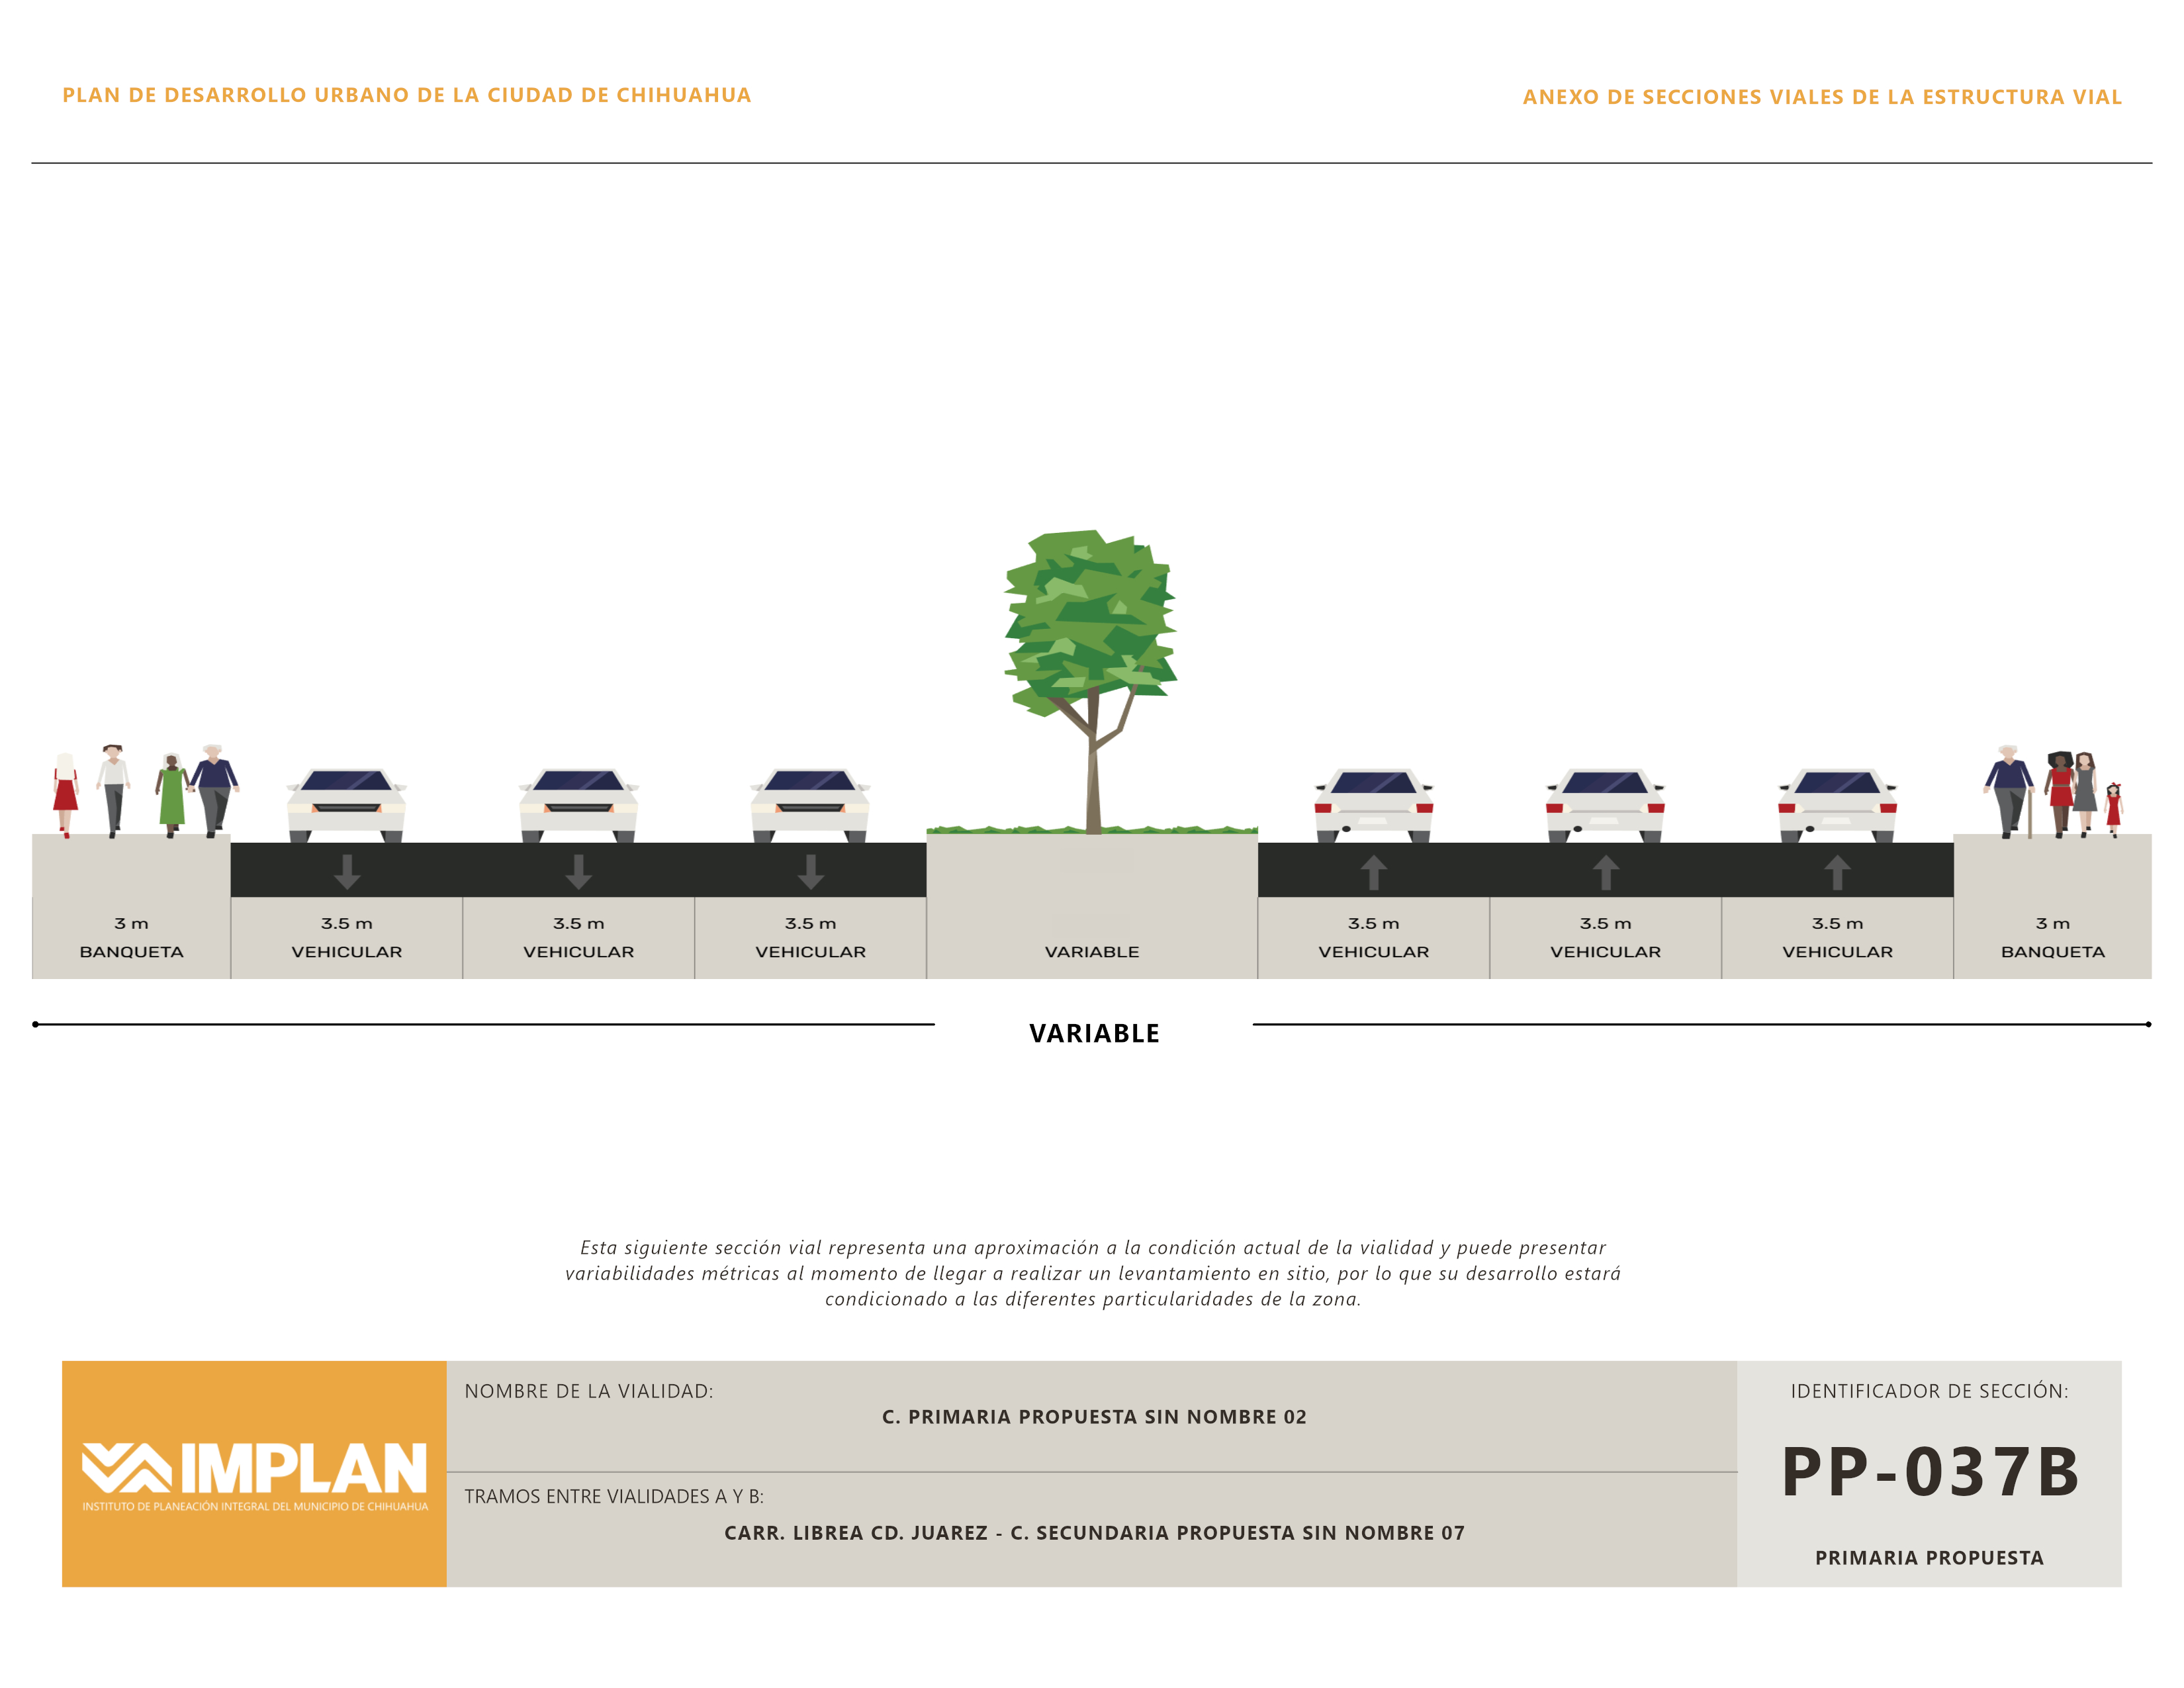 PLAN DE DESARROLLO URBANO DE LA CIUDAD DE CHIHUAHUA
ANEXO DE SECCIONES VIALES DE LA ESTRUCTURA VIAL
3 m 3.5 m 3.5 m 3.5 m 3.5 m 3.5 m 3.5 m 3 m
BANQUETA VEHICULAR VEHICULAR VEHICULAR VARIABLE VEHICULAR VEHICULAR VEHICULAR BANQUETA
VARIABLE
Esta siguiente sección vial representa una aproximación a la condición actual de la vialidad y puede presentar
variabilidades métricas al momento de llegar a realizar un levantamiento en sitio, por lo que su desarrollo estará
condicionado a las diferentes particularidades de la zona.
IMPLAN
INSTITUTO DE PLANEACIÓN INTEGRAL DEL MUNICIPIO DE CHIHUAHUA
NOMBRE DE LA VIALIDAD:
C. PRIMARIA PROPUESTA SIN NOMBRE 02
TRAMOS ENTRE VIALIDADES A Y B:
CARR. LIBREA CD. JUAREZ - C. SECUNDARIA PROPUESTA SIN NOMBRE 07
IDENTIFICADOR DE SECCIÓN:
PP-037B
PRIMARIA PROPUESTA